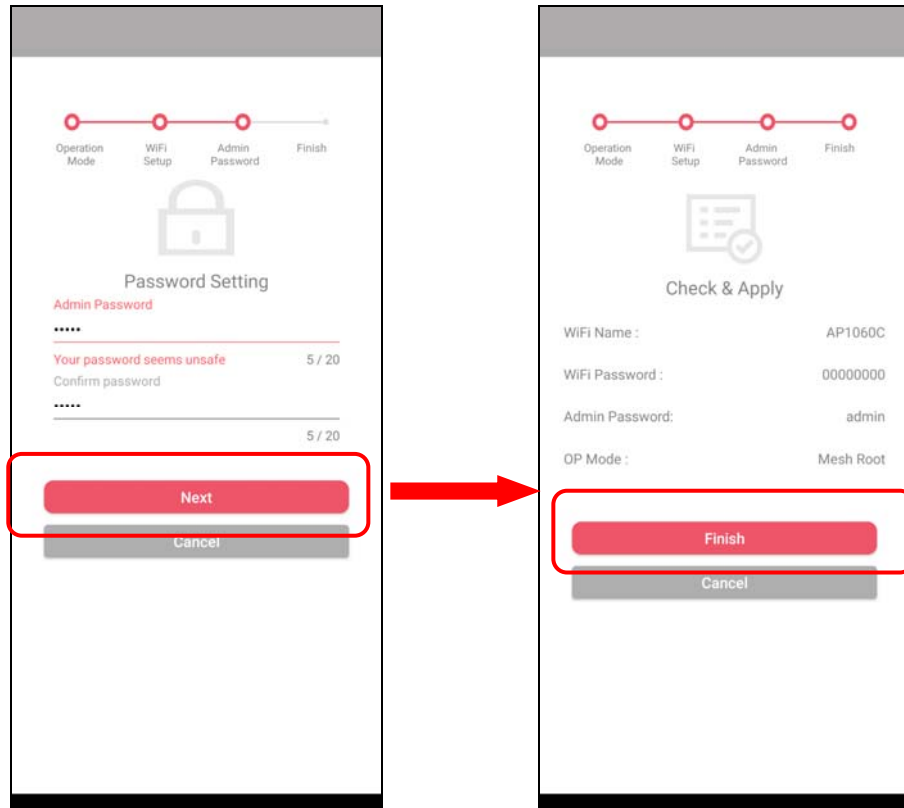 Operation Mode
WiFi Setup
Admin Password
Finish
Password Setting
Admin Password
•••••
Your password seems unsafe 5 / 20
Confirm password
•••••
5 / 20
Next
Cancel
Operation Mode
WiFi Setup
Admin Password
Finish
Check & Apply
WiFi Name : AP1060C
WiFi Password : 00000000
Admin Password: admin
OP Mode : Mesh Root
Finish
Cancel